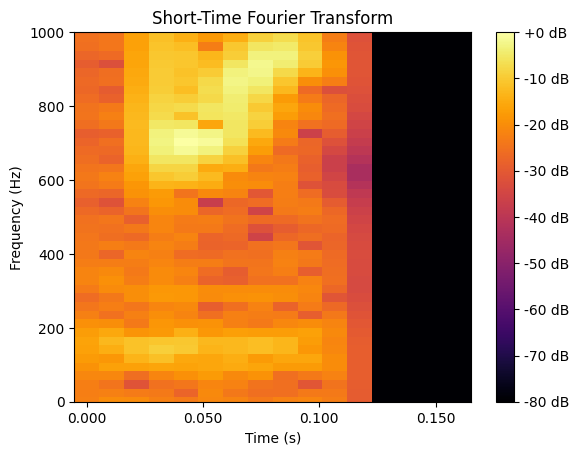 Short-Time Fourier Transform
1000
800
600
400
200
0
Frequency (Hz)
0.000
0.050
0.100
0.150
Time (s)
+0 dB
-10 dB
-20 dB
-30 dB
-40 dB
-50 dB
-60 dB
-70 dB
-80 dB